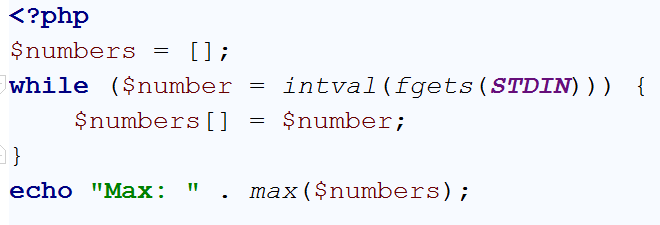 <?php
$numbers = [];
while ($number = intval(fgets(STDIN))) {
    $numbers[] = $number;
}
echo "Max: " . max($numbers);